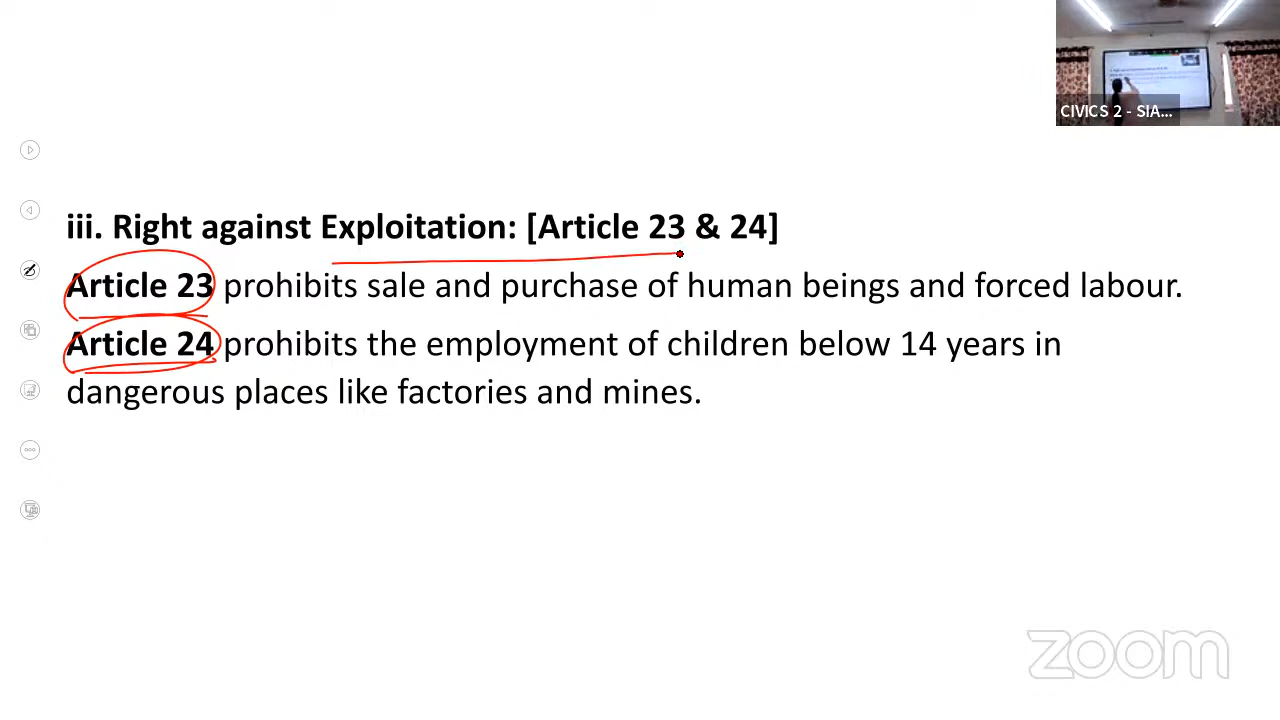 CIVICS 2 - SIA...
iii. Right against Exploitation: [Article 23 & 24]
Article 23 prohibits sale and purchase of human beings and forced labour.
Article 24 prohibits the employment of children below 14 years in
dangerous places like factories and mines.
zoom